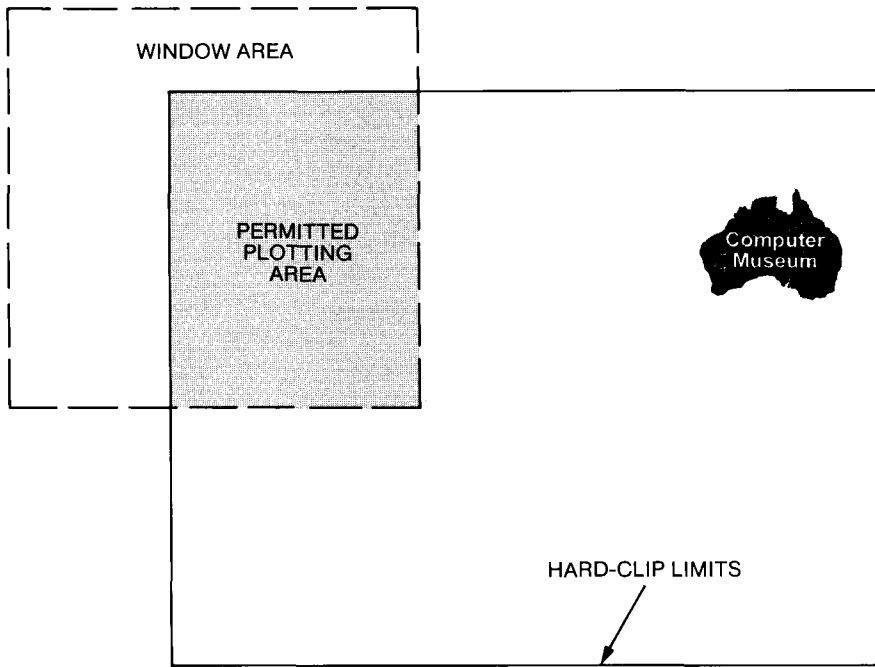 WINDOW AREA
PERMITTED
PLOTTING
AREA
Computer
Museum
HARD-CLIP LIMITS